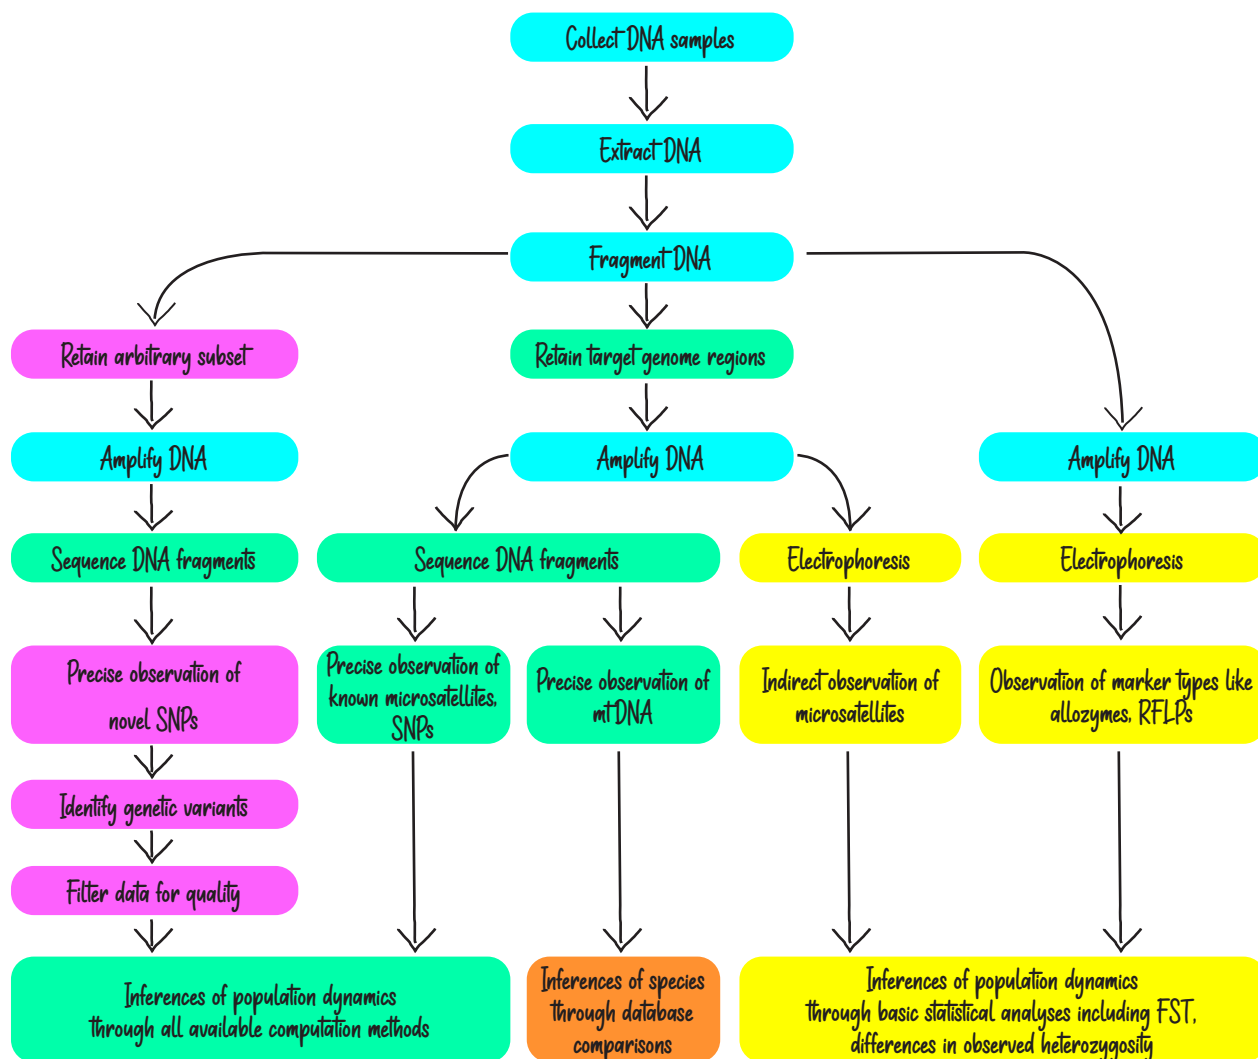 Collect DNA samples
Extract DNA
Fragment DNA
Retain arbitrary subset
Retain target genome regions
Amplify DNA
Amplify DNA
Amplify DNA
Sequence DNA fragments
Sequence DNA fragments
Electrophoresis
Electrophoresis
Precise observation of
novel SNPs
Precise observation of
known microsatellites,
SNPs
Precise observation of
mtDNA
Indirect observation of
microsatellites
Observation of marker types like
allozymes, RFLPs
Identify genetic variants
Filter data for quality
Inferences of population dynamics
through all available computation methods
Inferences of species
through database
comparisons
Inferences of population dynamics
through basic statistical analyses including FST,
differences in observed heterozygosity